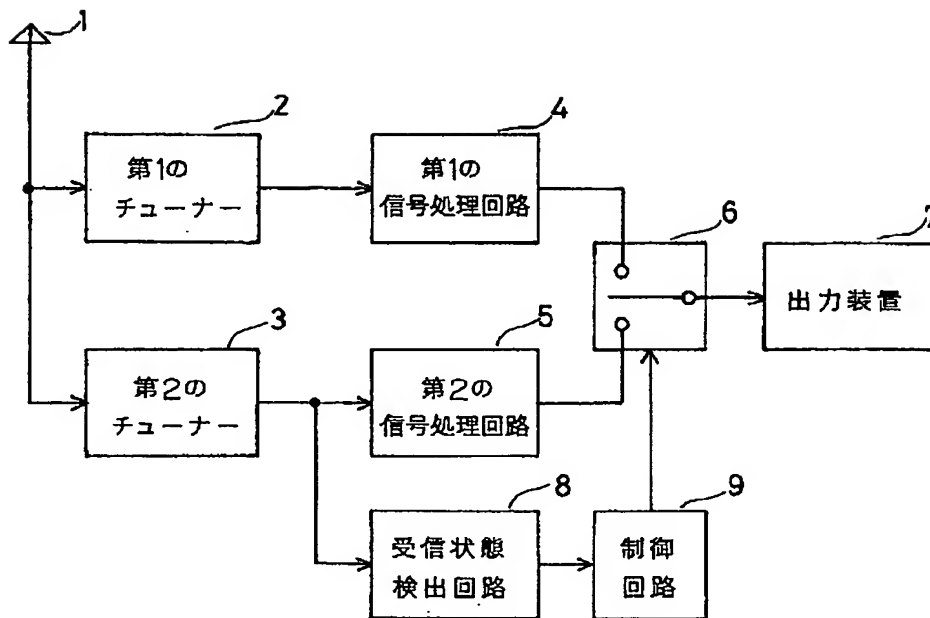 1
2
第1の
チューナー
4
第1の
信号処理回路
6
7
出力装置
3
第2の
チューナー
5
第2の
信号処理回路
8
受信状態
検出回路
9
制御
回路